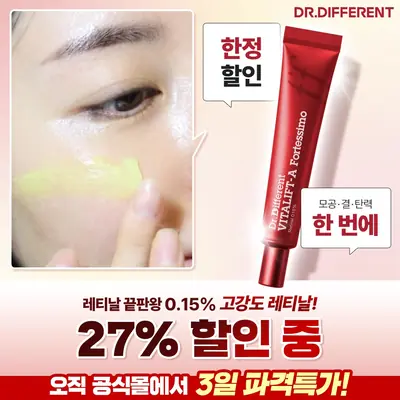 DR.DIFFERENT
한정
할인
Dr.Different
VITALIFT-A Fortessimo
모공·결·탄력
한 번에
레티날 끝판왕 0.15% 고강도 레티날!
27% 할인 중
오직 공식몰에서 3일 파격특가!